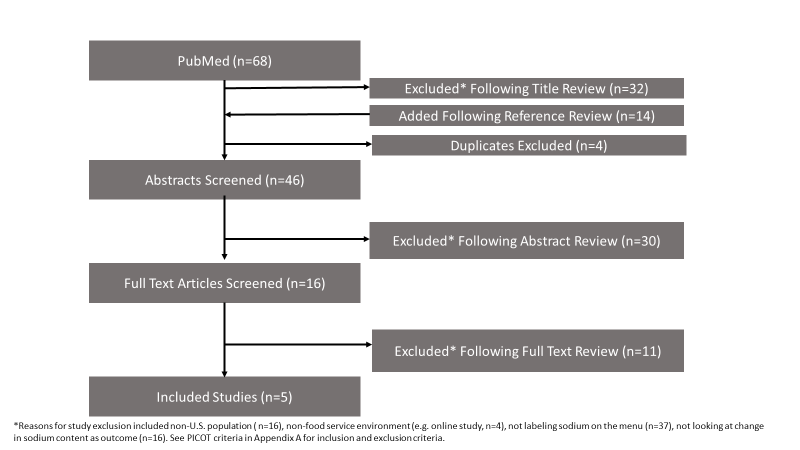 PubMed (n=68)
Excluded* Following Title Review (n=32)
Added Following Reference Review (n=14)
Duplicates Excluded (n=4)
Abstracts Screened (n=46)
Excluded* Following Abstract Review (n=30)
Full Text Articles Screened (n=16)
Excluded* Following Full Text Review (n=11)
Included Studies (n=5)
*Reasons for study exclusion included non-U.S. population ( n=16), non-food service environment (e.g. online study, n=4), not labeling sodium on the menu (n=37), not looking at change
in sodium content as outcome (n=16). See PICOT criteria in Appendix A for inclusion and exclusion criteria.